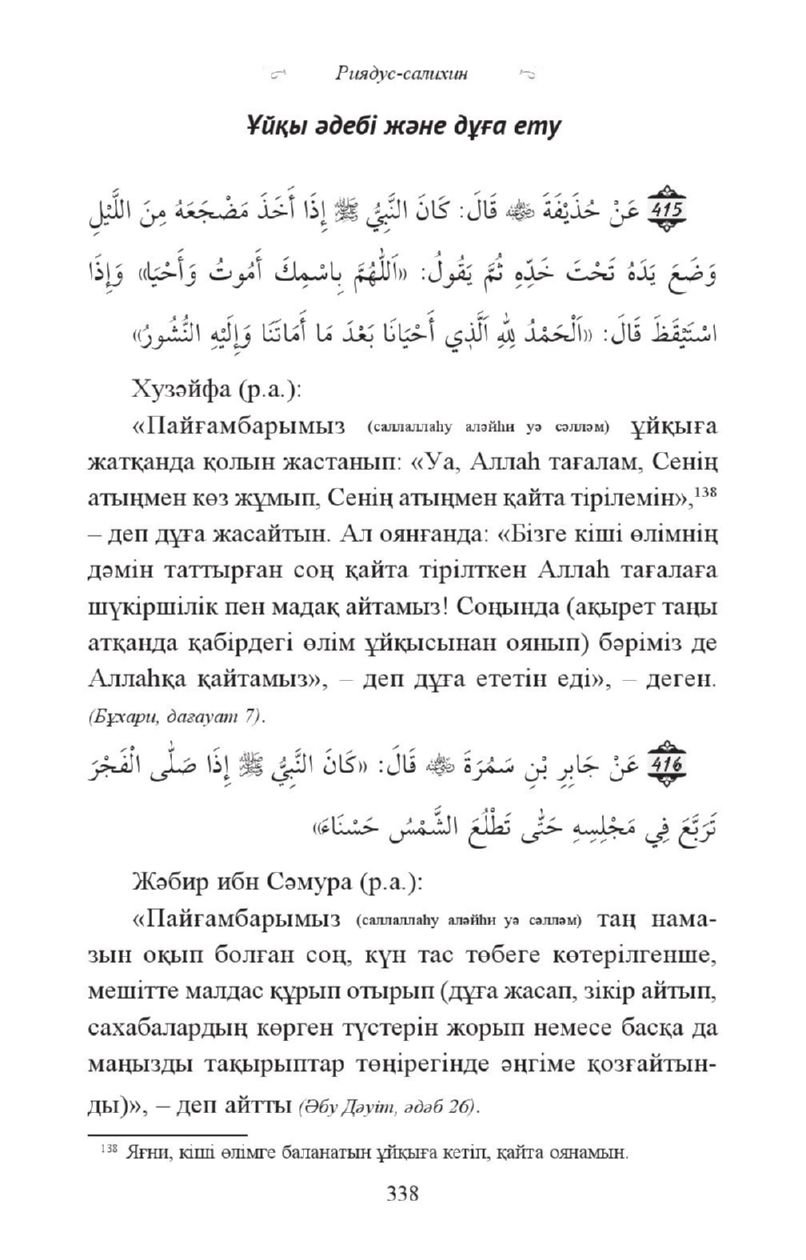 Риядус-салихин
Ұйқы әдебі және дұға ету
415 عَنْ حُذَيْفَةَ ﷺ قَالَ: كَانَ النَّبِيُّ ﷺ إِذَا أَخَذَ مَضْجَعَهُ مِنَ اللَّيْلِ
وَضَعَ يَدَهُ تَحْتَ خَدِّهِ ثُمَّ يَقُولُ: «اَللّٰهُمَّ بِاسْمِكَ أَمُوتُ وَأَحْيَا» وَإِذَا
اسْتَيْقَظَ قَالَ: «اَلْحَمْدُ لِلّٰهِ اَلَّذِي أَحْيَانَا بَعْدَ مَا أَمَاتَنَا وَإِلَيْهِ النُّشُورُ»
Хузәйфа (р.а.):
«Пайғамбарымыз (саллаллаһу аләйһи уә сәлләм) ұйқыға
жатқанда қолын жастанып: «Уа, Аллаһ тағалам, Сенің
атыңмен көз жұмып, Сенің атыңмен қайта тірілемін»,¹³⁸
– деп дұға жасайтын. Ал оянғанда: «Бізге кіші өлімнің
дәмін таттырған соң қайта тірілткен Аллаһ тағалаға
шүкіршілік пен мадақ айтамыз! Соңында (ақырет таңы
атқанда қабірдегі өлім ұйқысынан оянып) бәріміз де
Аллаһқа қайтамыз», – деп дұға ететін еді», – деген.
(Бұхари, дағауат 7).
416 عَنْ جَابِرِ بْنِ سَمُرَةَ ﷺ قَالَ: «كَانَ النَّبِيُّ ﷺ إِذَا صَلَّى الْفَجْرَ
تَرَبَّعَ فِي مَجْلِسِهِ حَتَّى تَطْلُعَ الشَّمْسُ حَسْنَاءَ»
Жәбир ибн Сәмура (р.а.):
«Пайғамбарымыз (саллаллаһу аләйһи уә сәлләм) таң нама-
зын оқып болған соң, күн тас төбеге көтерілгенше,
мешітте малдас құрып отырып (дұға жасап, зікір айтып,
сахабалардың көрген түстерін жорып немесе басқа да
маңызды тақырыптар төңірегінде әңгіме қозғайтын-
ды)», – деп айтты (Әбу Дәуіт, әдәб 26).
¹³⁸ Яғни, кіші өлімге баланатын ұйқыға кетіп, қайта оянамын.
338